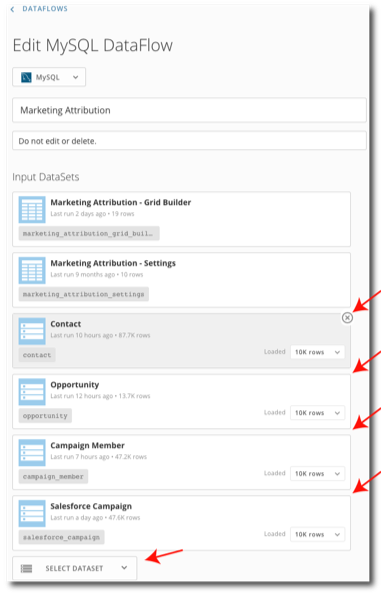 DATAFLOWS
Edit MySQL DataFlow
MySQL
Marketing Attribution
Do not edit or delete.
Input DataSets
Marketing Attribution - Grid Builder
Last run 2 days ago • 19 rows
marketing_attribution_grid_buil…
Marketing Attribution - Settings
Last run 9 months ago • 10 rows
marketing_attribution_settings
Contact
Last run 10 hours ago • 87.7K rows
contact
Loaded 10K rows
Opportunity
Last run 12 hours ago • 13.7K rows
opportunity
Loaded 10K rows
Campaign Member
Last run 7 hours ago • 47.2K rows
campaign_member
Loaded 10K rows
Salesforce Campaign
Last run a day ago • 47.6K rows
salesforce_campaign
Loaded 10K rows
SELECT DATASET